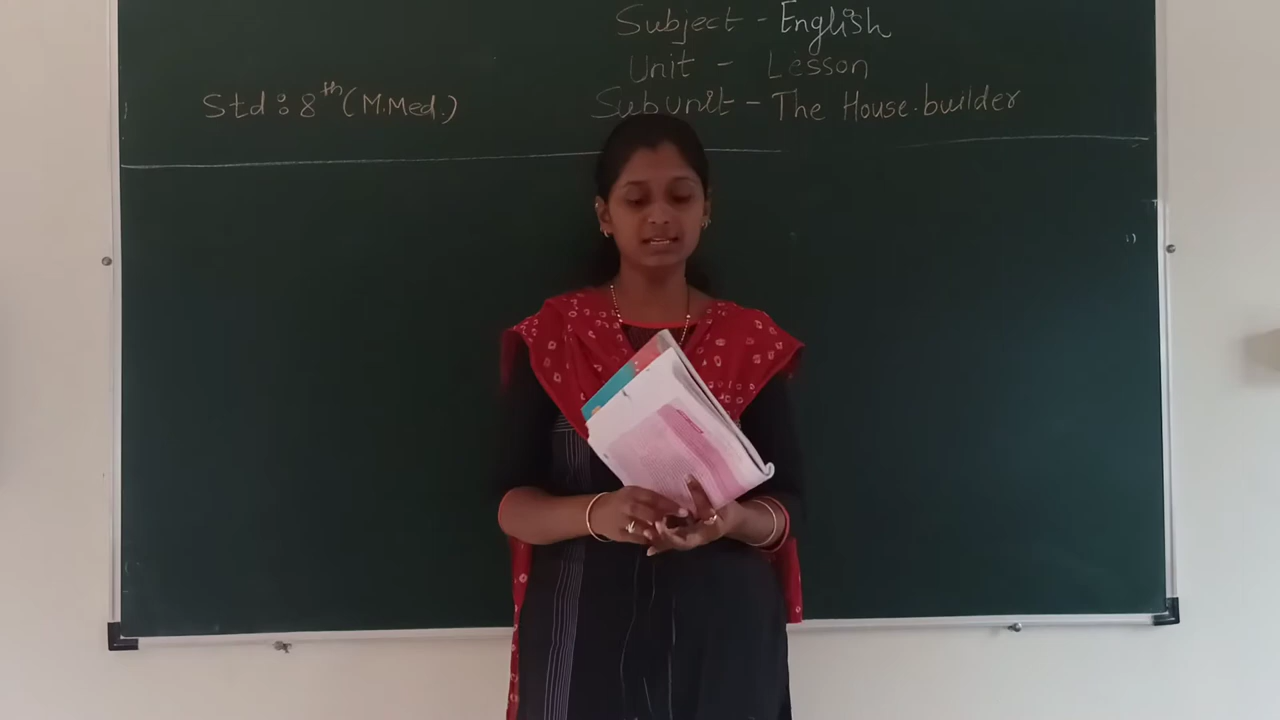 Subject - English
Unit - Lesson
Std : 8th (M.Med.)
Subunit - The House-builder